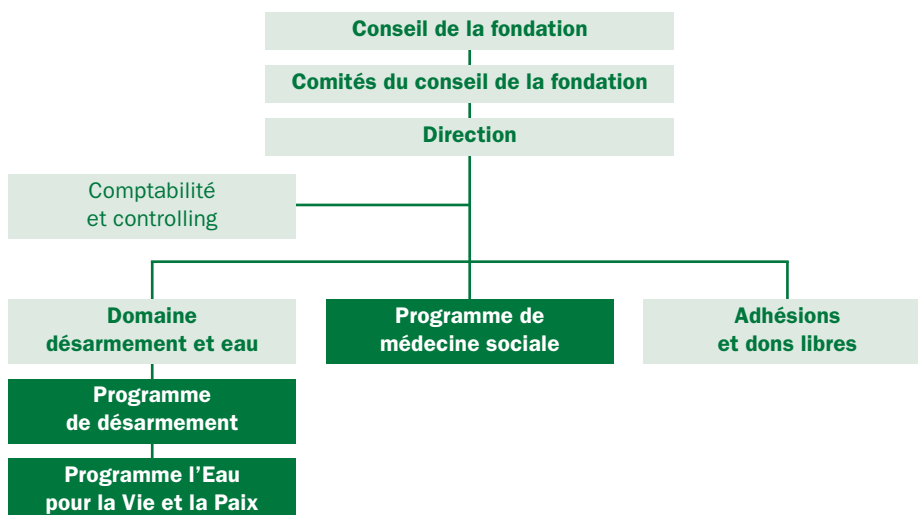 Conseil de la fondation
Comités du conseil de la fondation
Direction
Comptabilité
et controlling
Domaine
désarmement et eau
Programme de
médecine sociale
Adhésions
et dons libres
Programme
de désarmement
Programme l’Eau
pour la Vie et la Paix